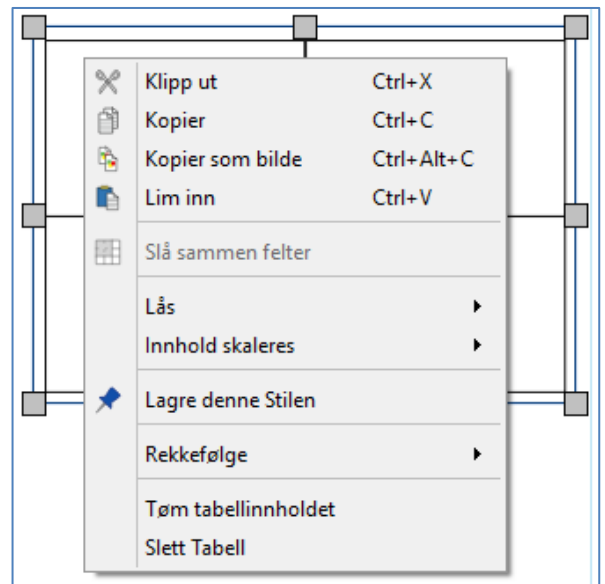 Klipp ut Ctrl+X
Kopier Ctrl+C
Kopier som bilde Ctrl+Alt+C
Lim inn Ctrl+V
Slå sammen felter
Lås
Innhold skaleres
Lagre denne Stilen
Rekkefølge
Tøm tabellinnholdet
Slett Tabell